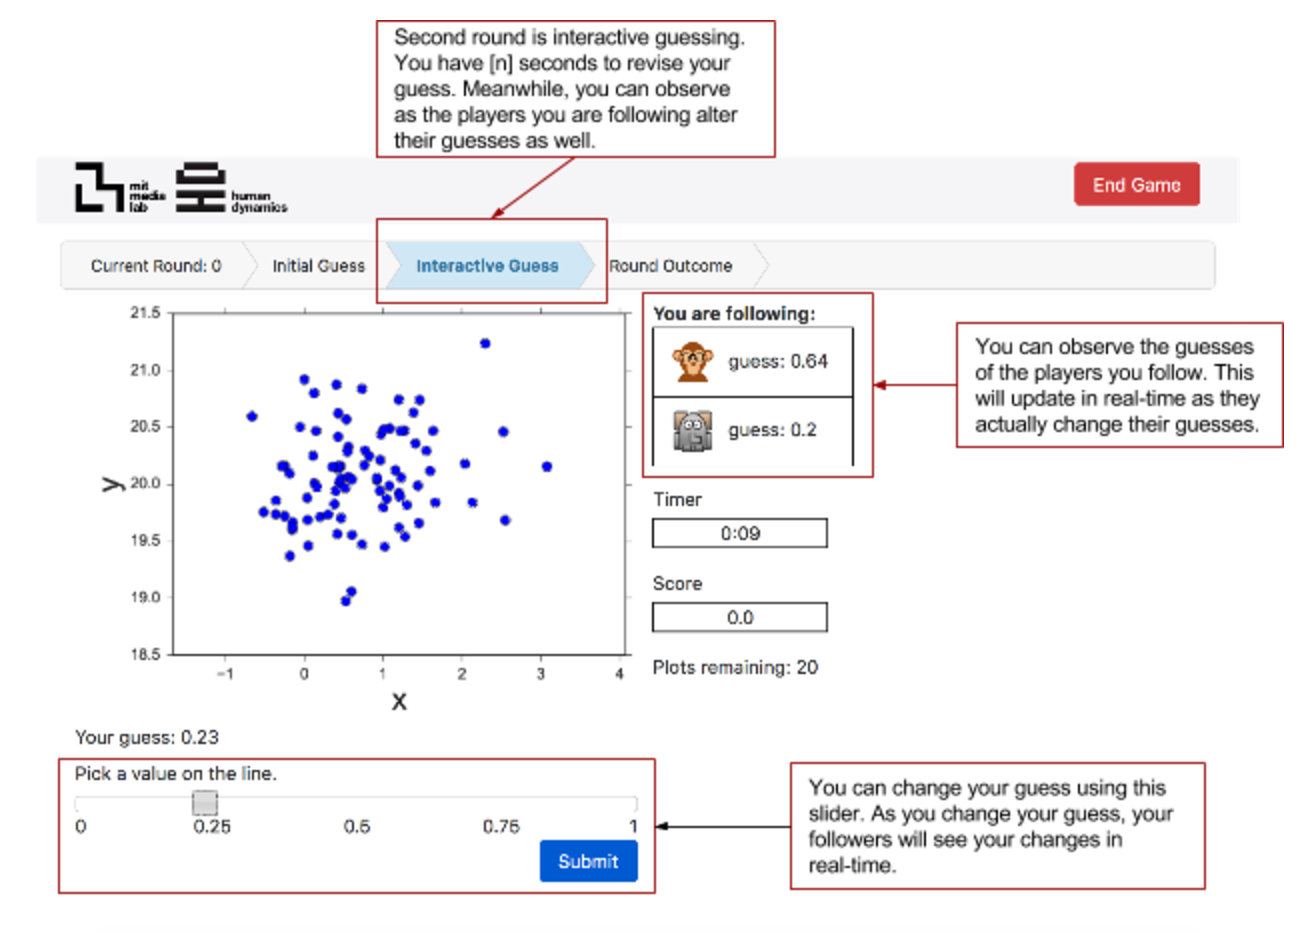 Second round is interactive guessing.
You have [n] seconds to revise your
guess. Meanwhile, you can observe
as the players you are following alter
their guesses as well.
mit
media
lab
human
dynamics
End Game
Current Round: 0
Initial Guess
Interactive Guess
Round Outcome
21.5
21.0
20.5
20.0
19.5
19.0
18.5
y
−1
0
1
2
3
4
x
You are following:
guess: 0.64
guess: 0.2
You can observe the guesses
of the players you follow. This
will update in real-time as they
actually change their guesses.
Timer
0:09
Score
0.0
Plots remaining: 20
Your guess: 0.23
Pick a value on the line.
0
0.25
0.5
0.75
1
Submit
You can change your guess using this
slider. As you change your guess, your
followers will see your changes in
real-time.